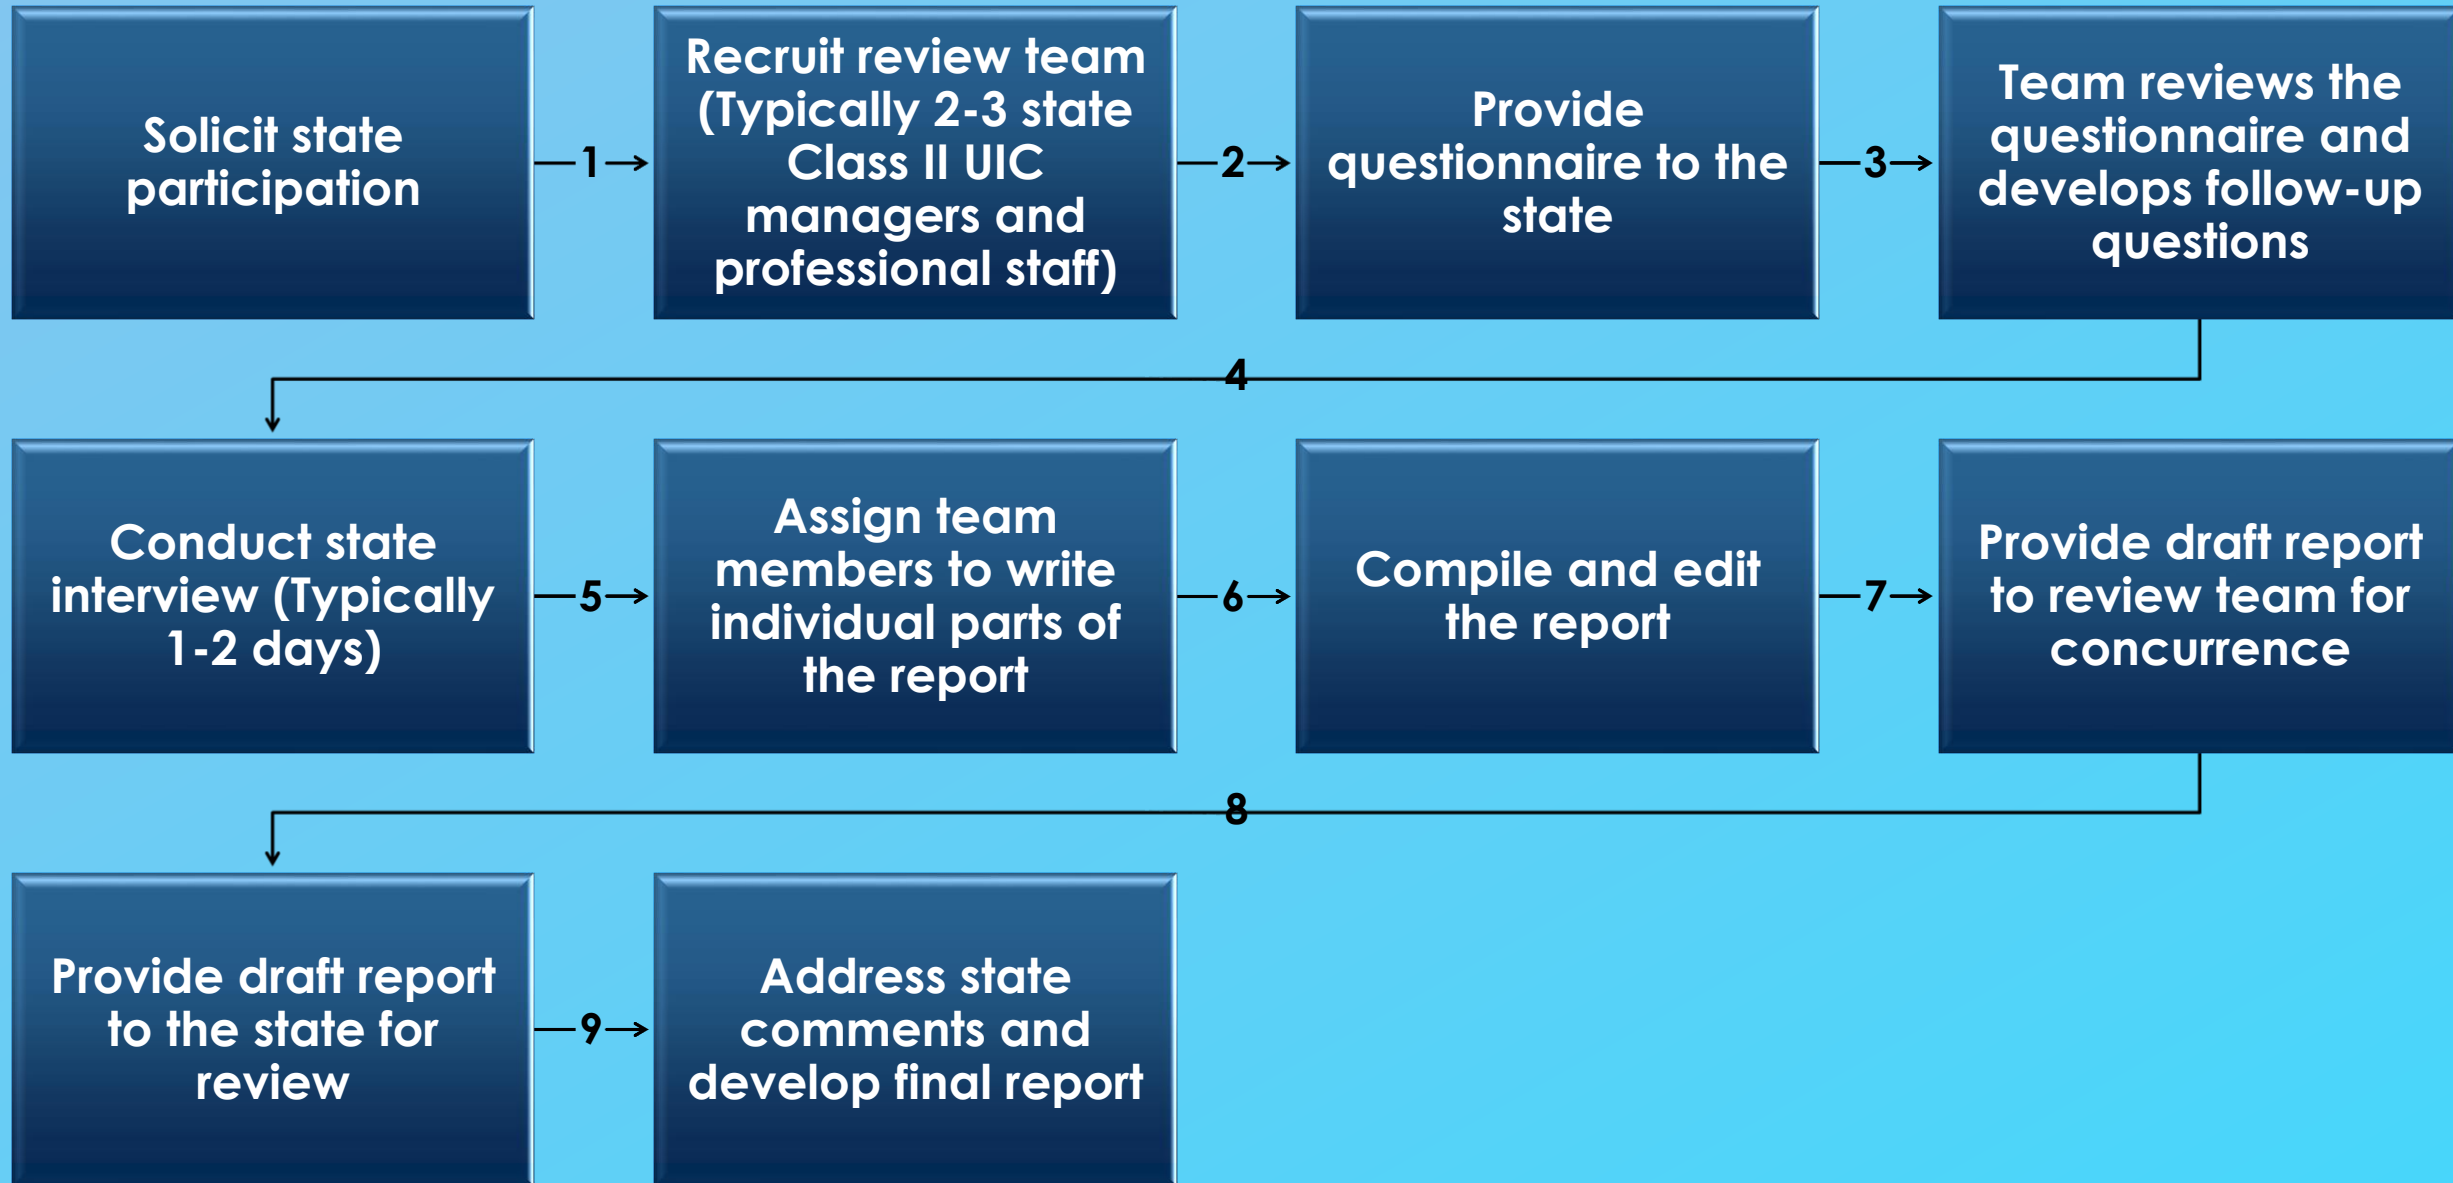 Solicit state
participation
1
Recruit review team
(Typically 2-3 state
Class II UIC
managers and
professional staff)
2
Provide
questionnaire to the
state
3
Team reviews the
questionnaire and
develops follow-up
questions
4
Conduct state
interview (Typically
1-2 days)
5
Assign team
members to write
individual parts of
the report
6
Compile and edit
the report
7
Provide draft report
to review team for
concurrence
8
Provide draft report
to the state for
review
9
Address state
comments and
develop final report